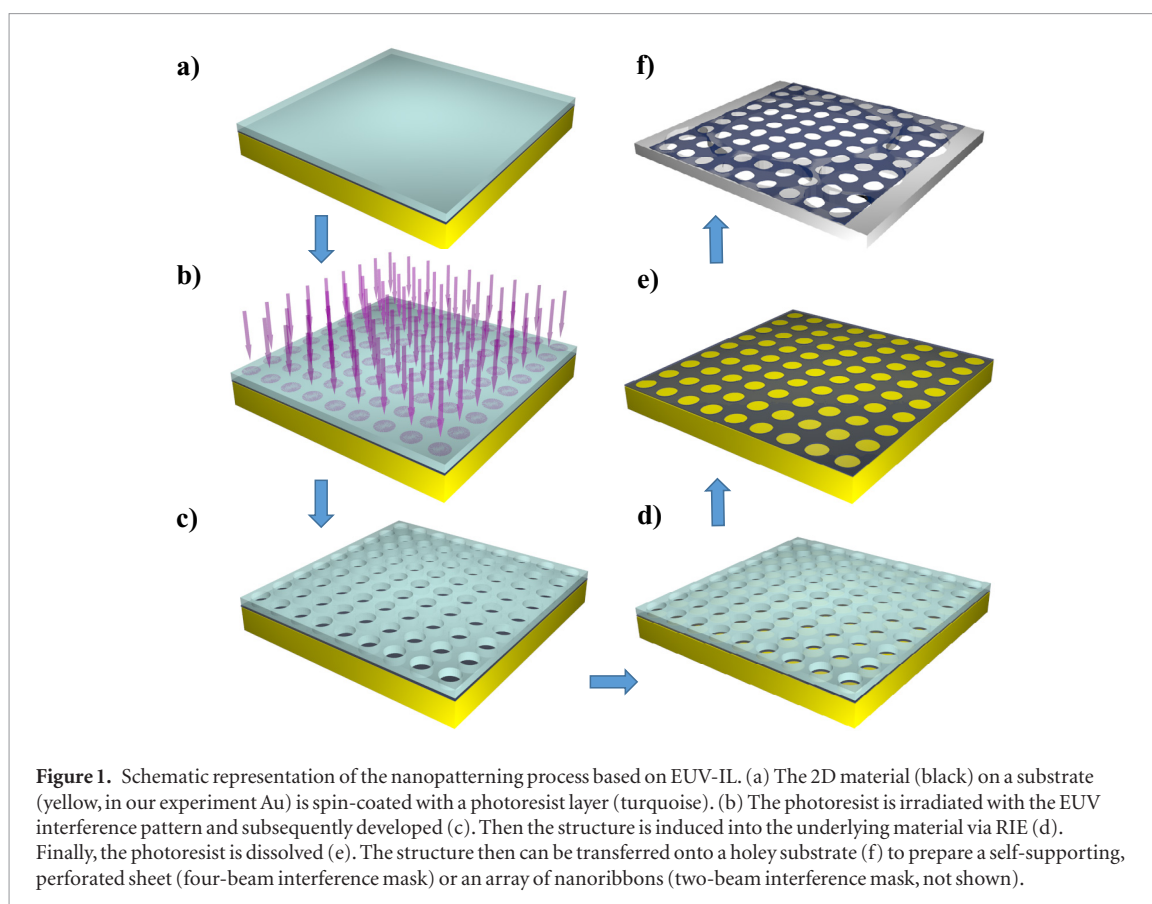 a)
f)
b)
e)
c)
d)
Figure 1. Schematic representation of the nanopatterning process based on EUV-IL. (a) The 2D material (black) on a substrate
(yellow, in our experiment Au) is spin-coated with a photoresist layer (turquoise). (b) The photoresist is irradiated with the EUV
interference pattern and subsequently developed (c). Then the structure is induced into the underlying material via RIE (d).
Finally, the photoresist is dissolved (e). The structure then can be transferred onto a holey substrate (f) to prepare a self-supporting,
perforated sheet (four-beam interference mask) or an array of nanoribbons (two-beam interference mask, not shown).